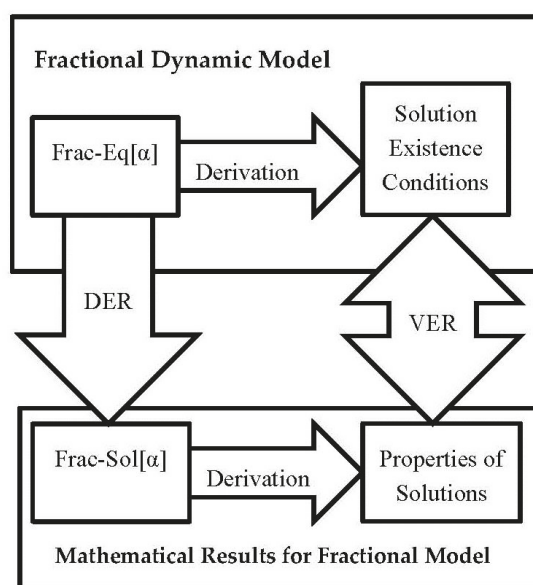 Fractional Dynamic Model
Frac-Eq[α]
Derivation
Solution
Existence
Conditions
DER
VER
Frac-Sol[α]
Derivation
Properties of
Solutions
Mathematical Results for Fractional Model